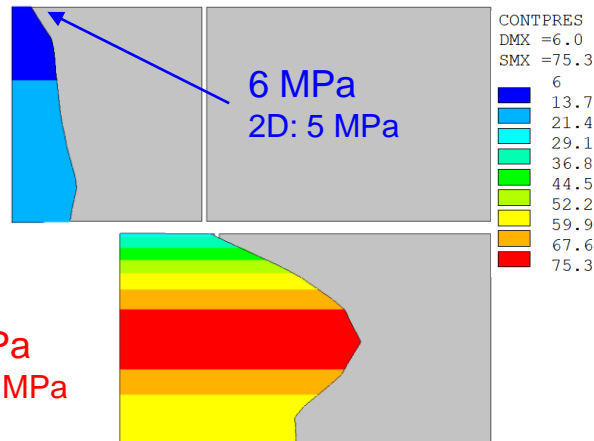 CONTPRES
DMX =6.0
SMX =75.3
6
13.7
21.4
29.1
36.8
44.5
52.2
59.9
67.6
75.3
6 MPa
2D: 5 MPa
MPa